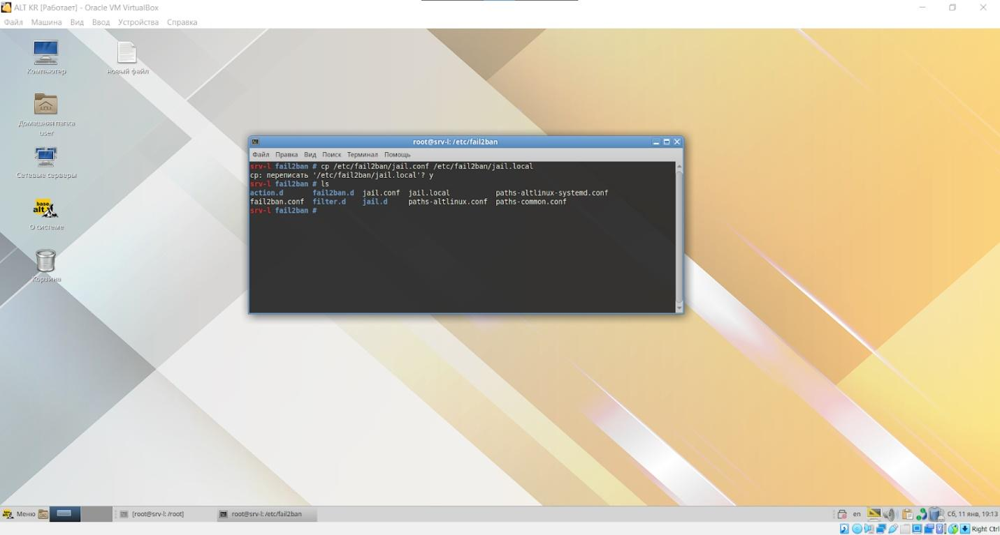 ALT KR [Работает] - Oracle VM VirtualBox
Файл Машина Вид Ввод Устройства Справка
Компьютер
новый файл
Домашняя папка
user
Сетевые серверы
base
alt
О системе
Корзина
root@srv-l: /etc/fail2ban
Файл Правка Вид Поиск Терминал Помощь
srv-l fail2ban # cp /etc/fail2ban/jail.conf /etc/fail2ban/jail.local
cp: переписать '/etc/fail2ban/jail.local'? y
srv-l fail2ban # ls
action.d fail2ban.d jail.conf jail.local paths-altlinux-systemd.conf
fail2ban.conf filter.d jail.d paths-altlinux.conf paths-common.conf
srv-l fail2ban #
Меню [root@srv-l: /root] root@srv-l: /etc/fail2ban en Сб, 11 янв, 19:13
Right Ctrl